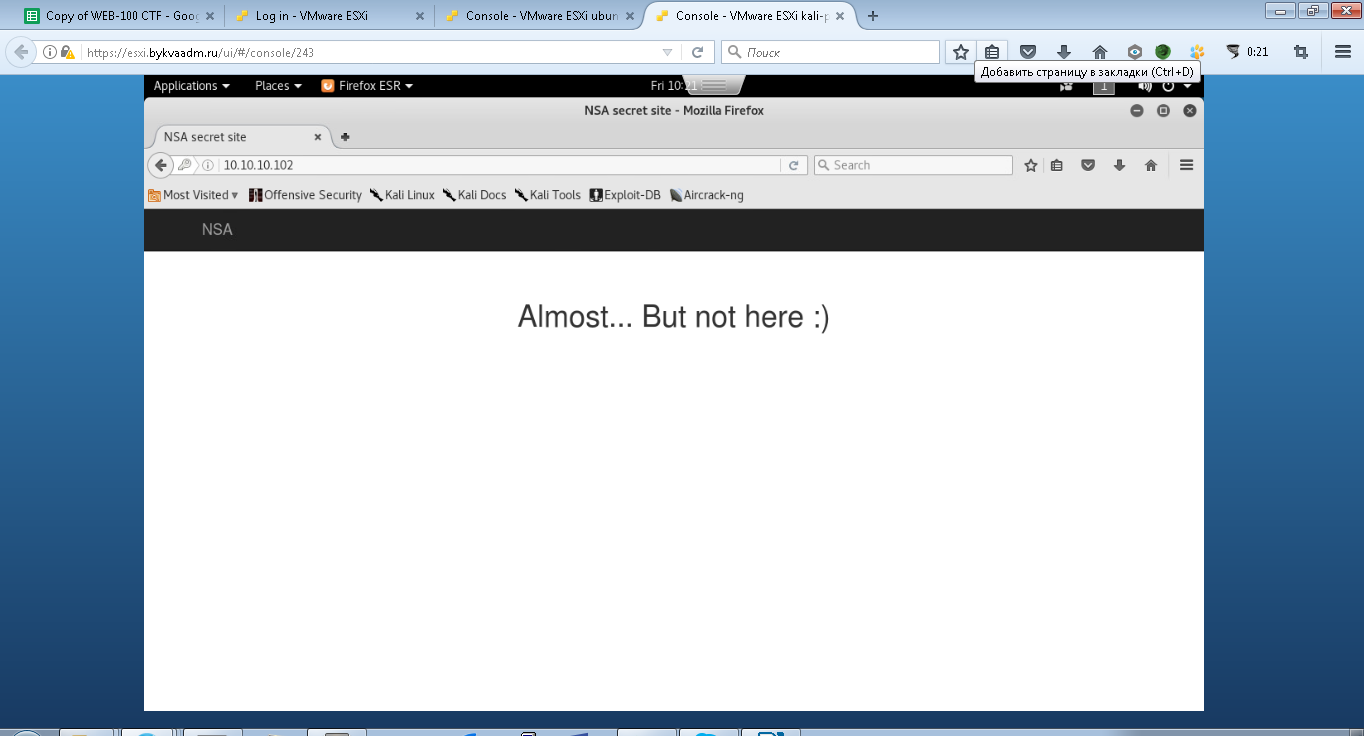 Copy of WEB-100 CTF - Goog
Log in - VMware ESXi
Console - VMware ESXi ubun
Console - VMware ESXi kali-p
https://esxi.bykvaadm.ru/ui/#/console/243
Поиск
0:21
Добавить страницу в закладки (Ctrl+D)
Applications
Places
Firefox ESR
Fri 10:21
1
NSA secret site - Mozilla Firefox
NSA secret site
10.10.10.102
Search
Most Visited
Offensive Security
Kali Linux
Kali Docs
Kali Tools
Exploit-DB
Aircrack-ng
NSA
Almost... But not here :)